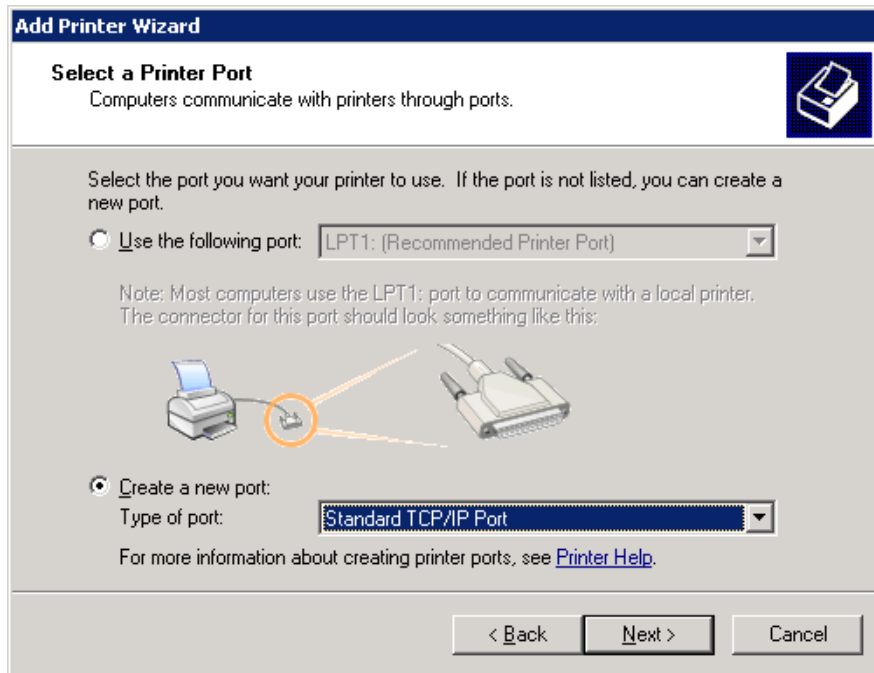 Add Printer Wizard
Select a Printer Port
Computers communicate with printers through ports.
Select the port you want your printer to use. If the port is not listed, you can create a
new port.
Use the following port: LPT1: (Recommended Printer Port)
Note: Most computers use the LPT1: port to communicate with a local printer.
The connector for this port should look something like this:
Create a new port:
Type of port: Standard TCP/IP Port
For more information about creating printer ports, see Printer Help.
< Back Next > Cancel